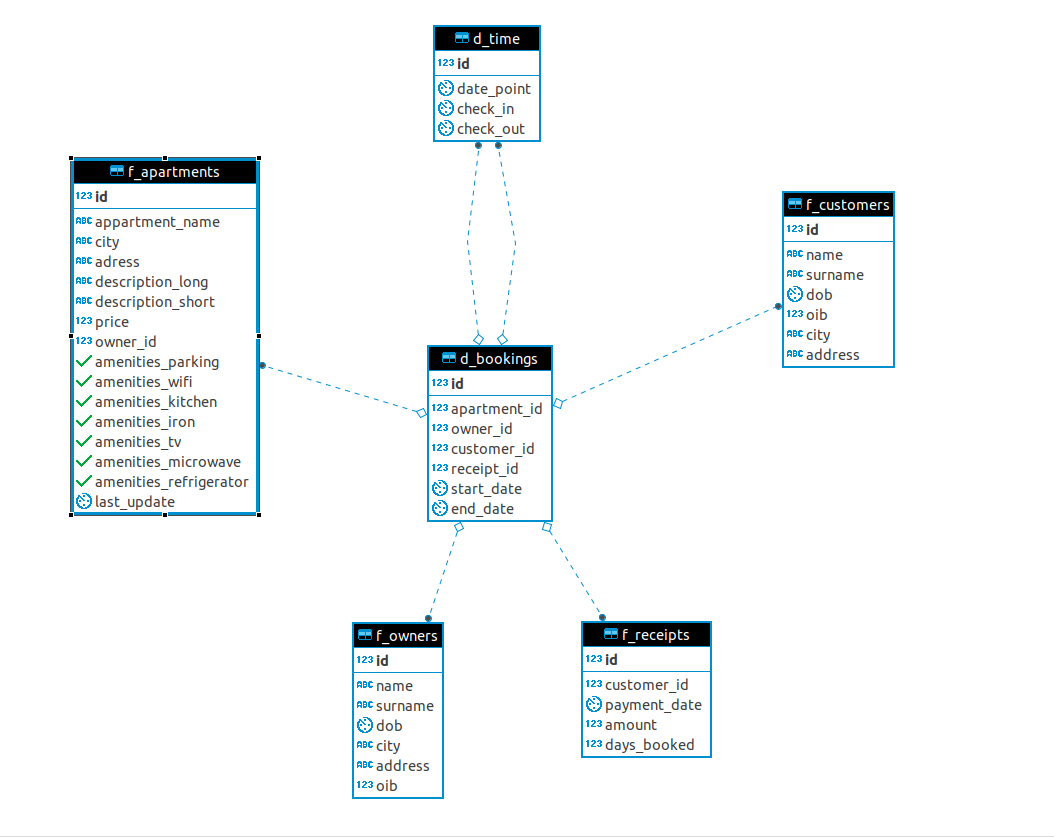 d_time
123 id
date_point
check_in
check_out
f_apartments
123 id
ABC appartment_name
ABC city
ABC adress
ABC description_long
ABC description_short
123 price
123 owner_id
amenities_parking
amenities_wifi
amenities_kitchen
amenities_iron
amenities_tv
amenities_microwave
amenities_refrigerator
last_update
f_customers
123 id
ABC name
ABC surname
dob
123 oib
ABC city
ABC address
d_bookings
123 id
123 apartment_id
123 owner_id
123 customer_id
123 receipt_id
start_date
end_date
f_owners
123 id
ABC name
ABC surname
dob
ABC city
ABC address
123 oib
f_receipts
123 id
123 customer_id
payment_date
123 amount
123 days_booked